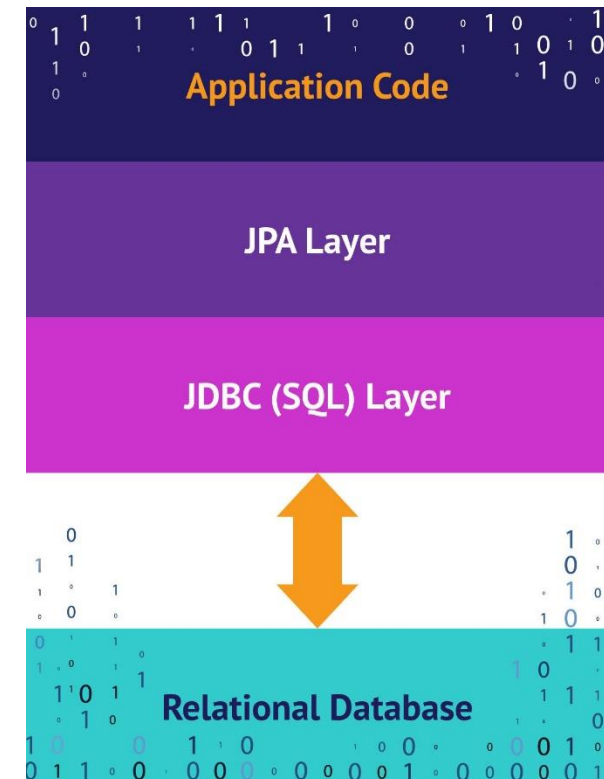 Application Code
JPA Layer
JDBC (SQL) Layer
Relational Database